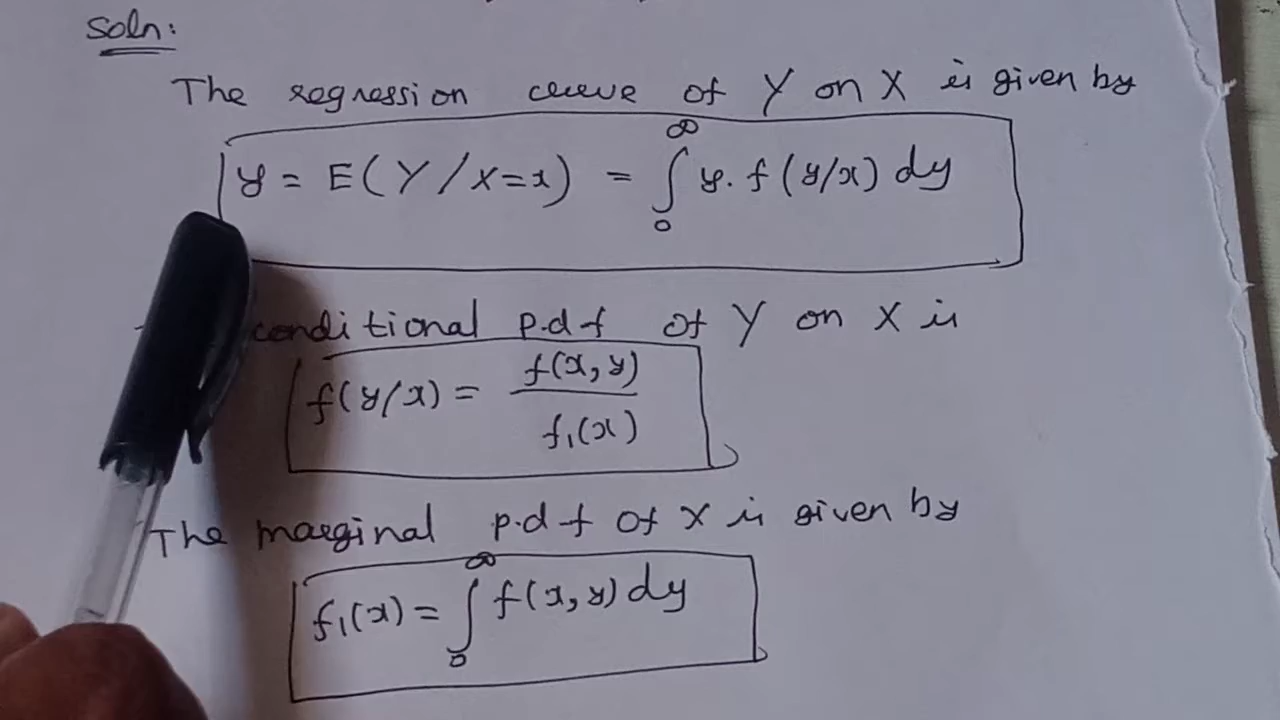 Soln:
The regression curve of Y on X is given by
y = E(Y/X=x) = ∫₀^∞ y. f(y/x) dy
conditional p.d.f of Y on X is
f(y/x) = f(x,y) / f₁(x)
The marginal p.d.f of X is given by
f₁(x) = ∫₀^∞ f(x,y) dy